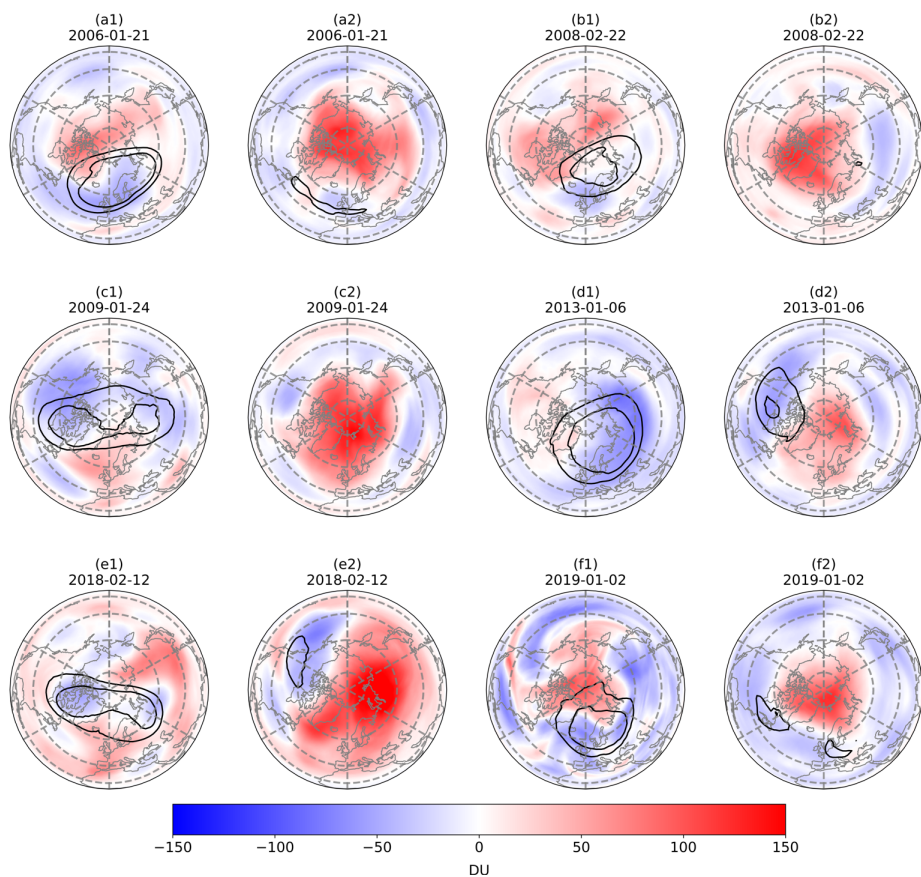 (a1)
2006-01-21
(a2)
2006-01-21
(b1)
2008-02-22
(b2)
2008-02-22
(c1)
2009-01-24
(c2)
2009-01-24
(d1)
2013-01-06
(d2)
2013-01-06
(e1)
2018-02-12
(e2)
2018-02-12
(f1)
2019-01-02
(f2)
2019-01-02
−150 −100 −50 0 50 100 150
DU